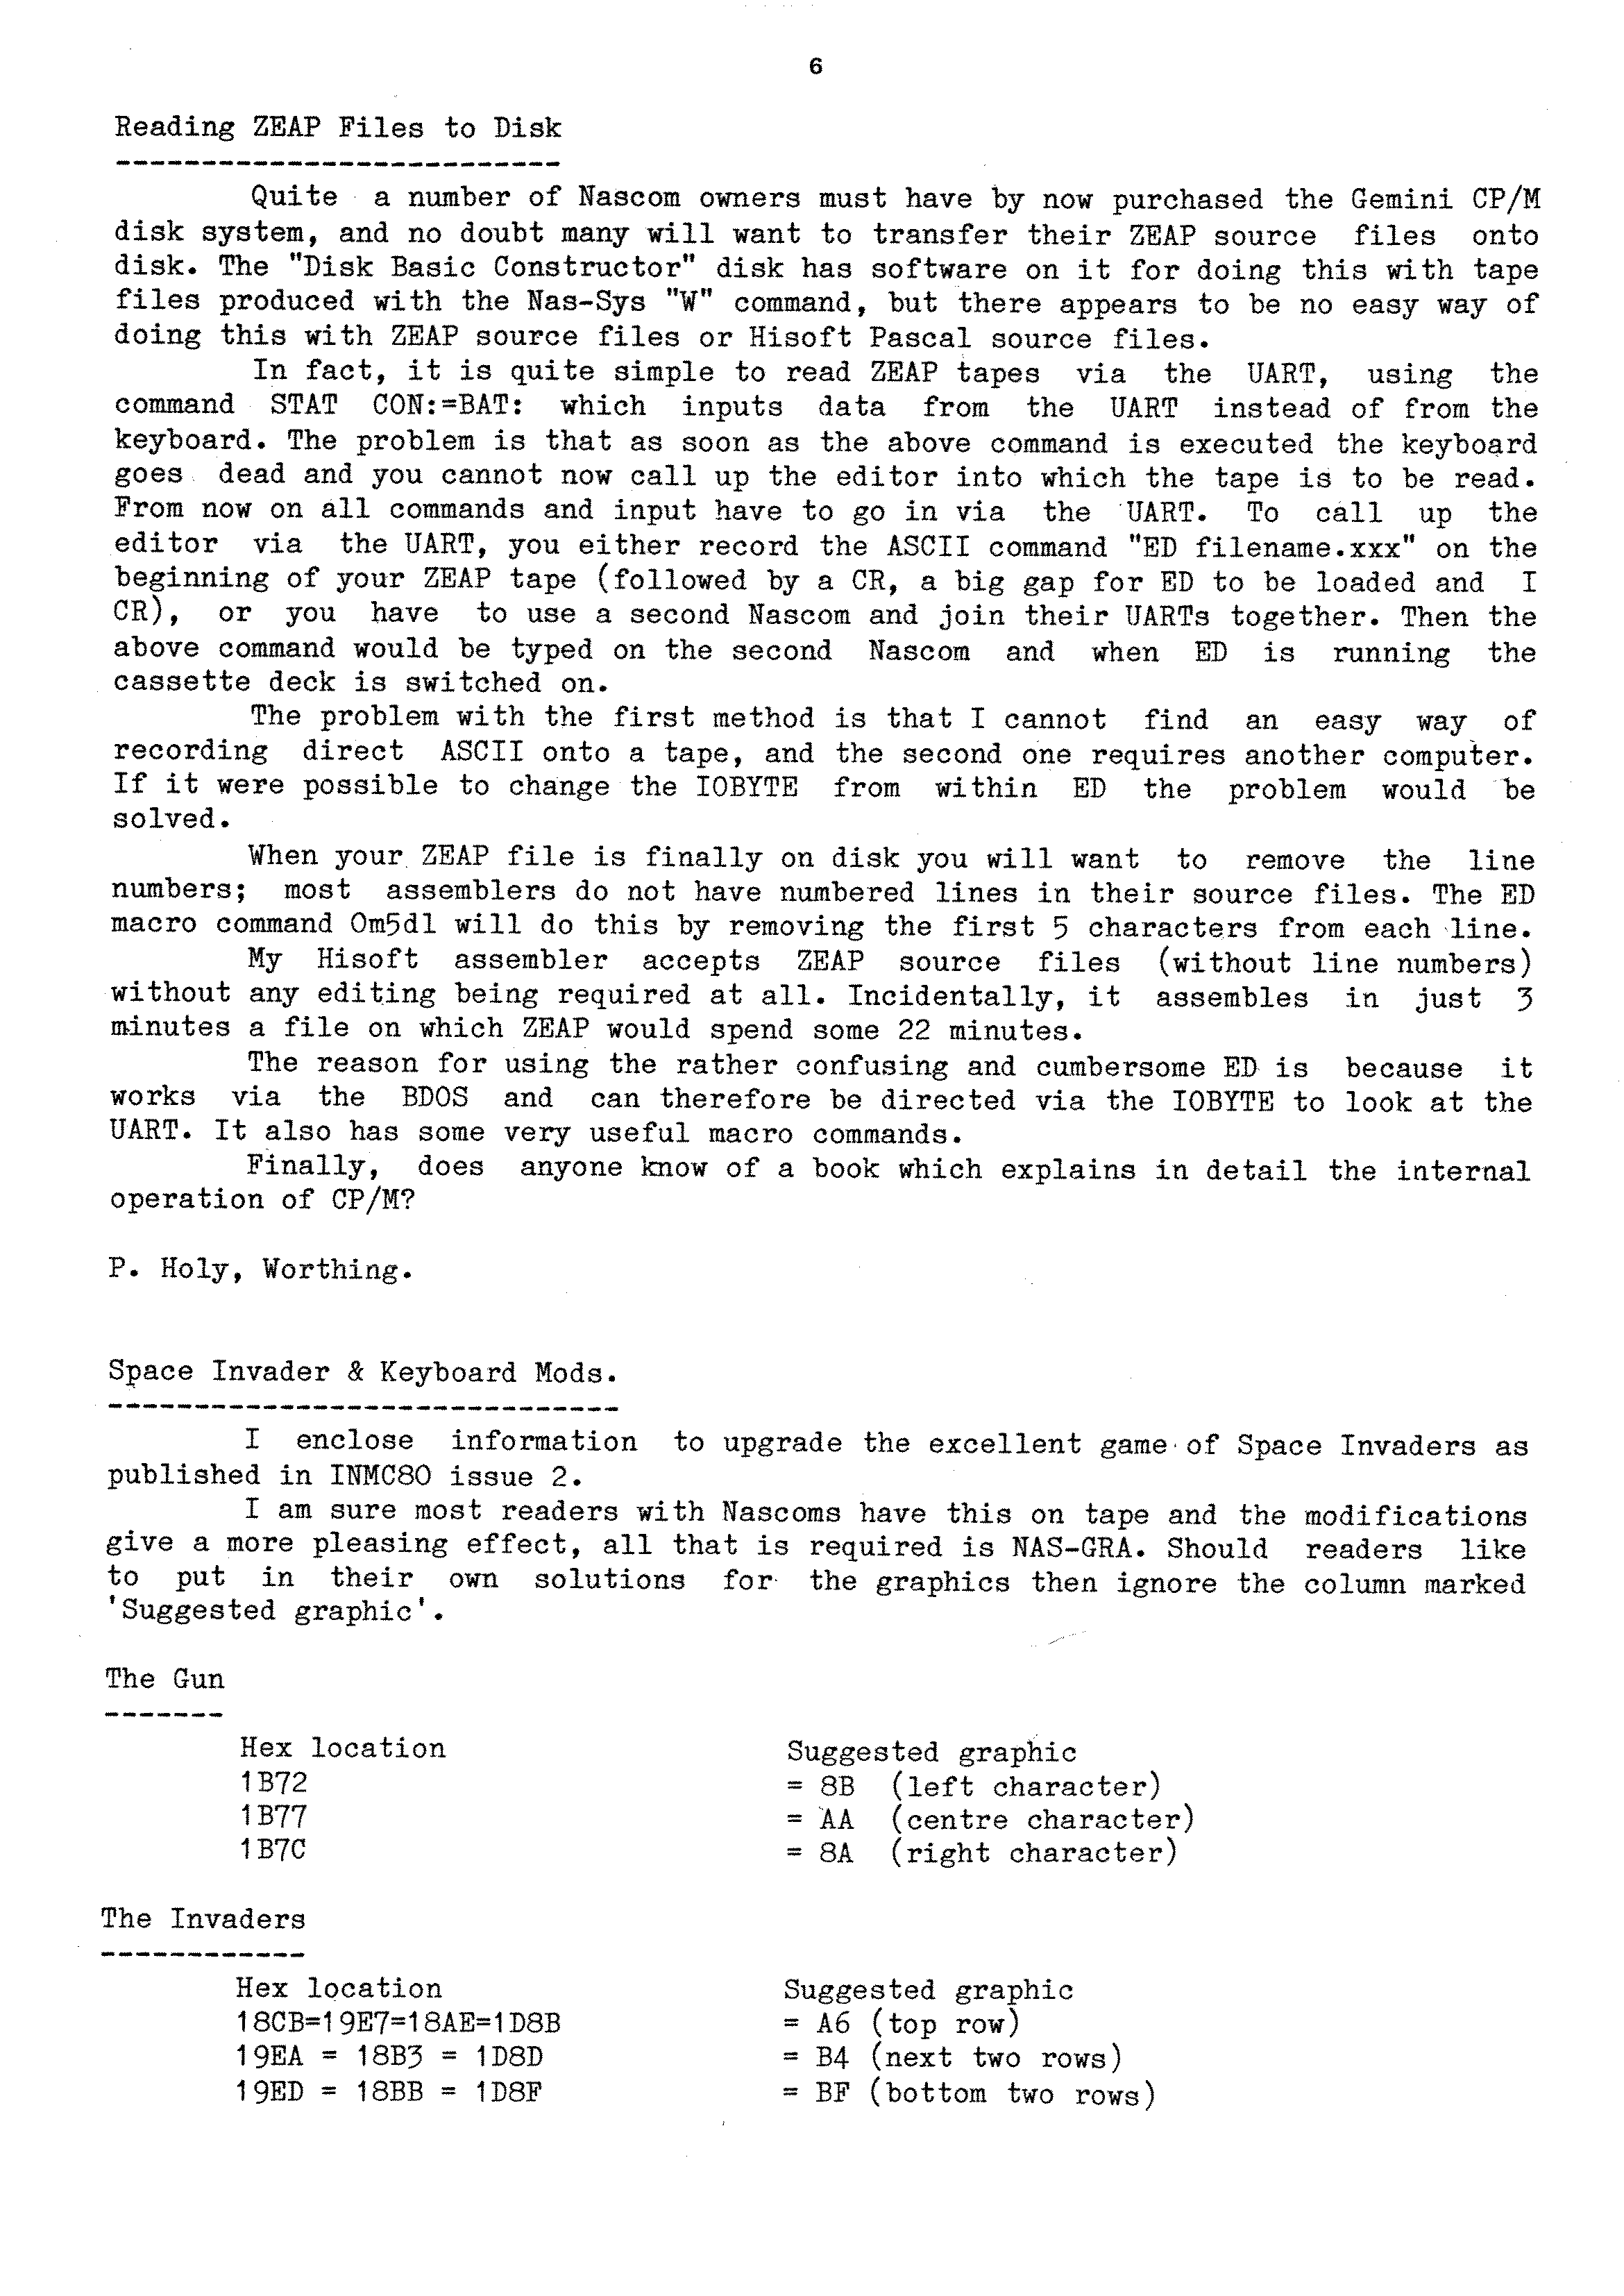 6
Reading ZEAP Files to Disk
--------------------------
Quite a number of Nascom owners must have by now purchased the Gemini CP/M
disk system, and no doubt many will want to transfer their ZEAP source files onto
disk. The "Disk Basic Constructor" disk has software on it for doing this with tape
files produced with the Nas-Sys "W" command, but there appears to be no easy way of
doing this with ZEAP source files or Hisoft Pascal source files.
In fact, it is quite simple to read ZEAP tapes via the UART, using the
command STAT CON:=BAT: which inputs data from the UART instead of from the
keyboard. The problem is that as soon as the above command is executed the keyboard
goes dead and you cannot now call up the editor into which the tape is to be read.
From now on all commands and input have to go in via the UART. To call up the
editor via the UART, you either record the ASCII command "ED filename.xxx" on the
beginning of your ZEAP tape (followed by a CR, a big gap for ED to be loaded and I
CR), or you have to use a second Nascom and join their UARTs together. Then the
above command would be typed on the second Nascom and when ED is running the
cassette deck is switched on.
The problem with the first method is that I cannot find an easy way of
recording direct ASCII onto a tape, and the second one requires another computer.
If it were possible to change the IOBYTE from within ED the problem would be
solved.
When your ZEAP file is finally on disk you will want to remove the line
numbers; most assemblers do not have numbered lines in their source files. The ED
macro command 0m5dl will do this by removing the first 5 characters from each line.
My Hisoft assembler accepts ZEAP source files (without line numbers)
without any editing being required at all. Incidentally, it assembles in just 3
minutes a file on which ZEAP would spend some 22 minutes.
The reason for using the rather confusing and cumbersome ED is because it
works via the BDOS and can therefore be directed via the IOBYTE to look at the
UART. It also has some very useful macro commands.
Finally, does anyone know of a book which explains in detail the internal
operation of CP/M?
P. Holy, Worthing.
Space Invader & Keyboard Mods.
------------------------------
I enclose information to upgrade the excellent game of Space Invaders as
published in INMC80 issue 2.
I am sure most readers with Nascoms have this on tape and the modifications
give a more pleasing effect, all that is required is NAS-GRA. Should readers like
to put in their own solutions for the graphics then ignore the column marked
'Suggested graphic'.
The Gun
-------
Hex location Suggested graphic
1B72 = 8B (left character)
1B77 = AA (centre character)
1B7C = 8A (right character)
The Invaders
------------
Hex location Suggested graphic
18CB=19E7=18AE=1D8B = A6 (top row)
19EA = 18B3 = 1D8D = B4 (next two rows)
19ED = 18BB = 1D8F = BF (bottom two rows)